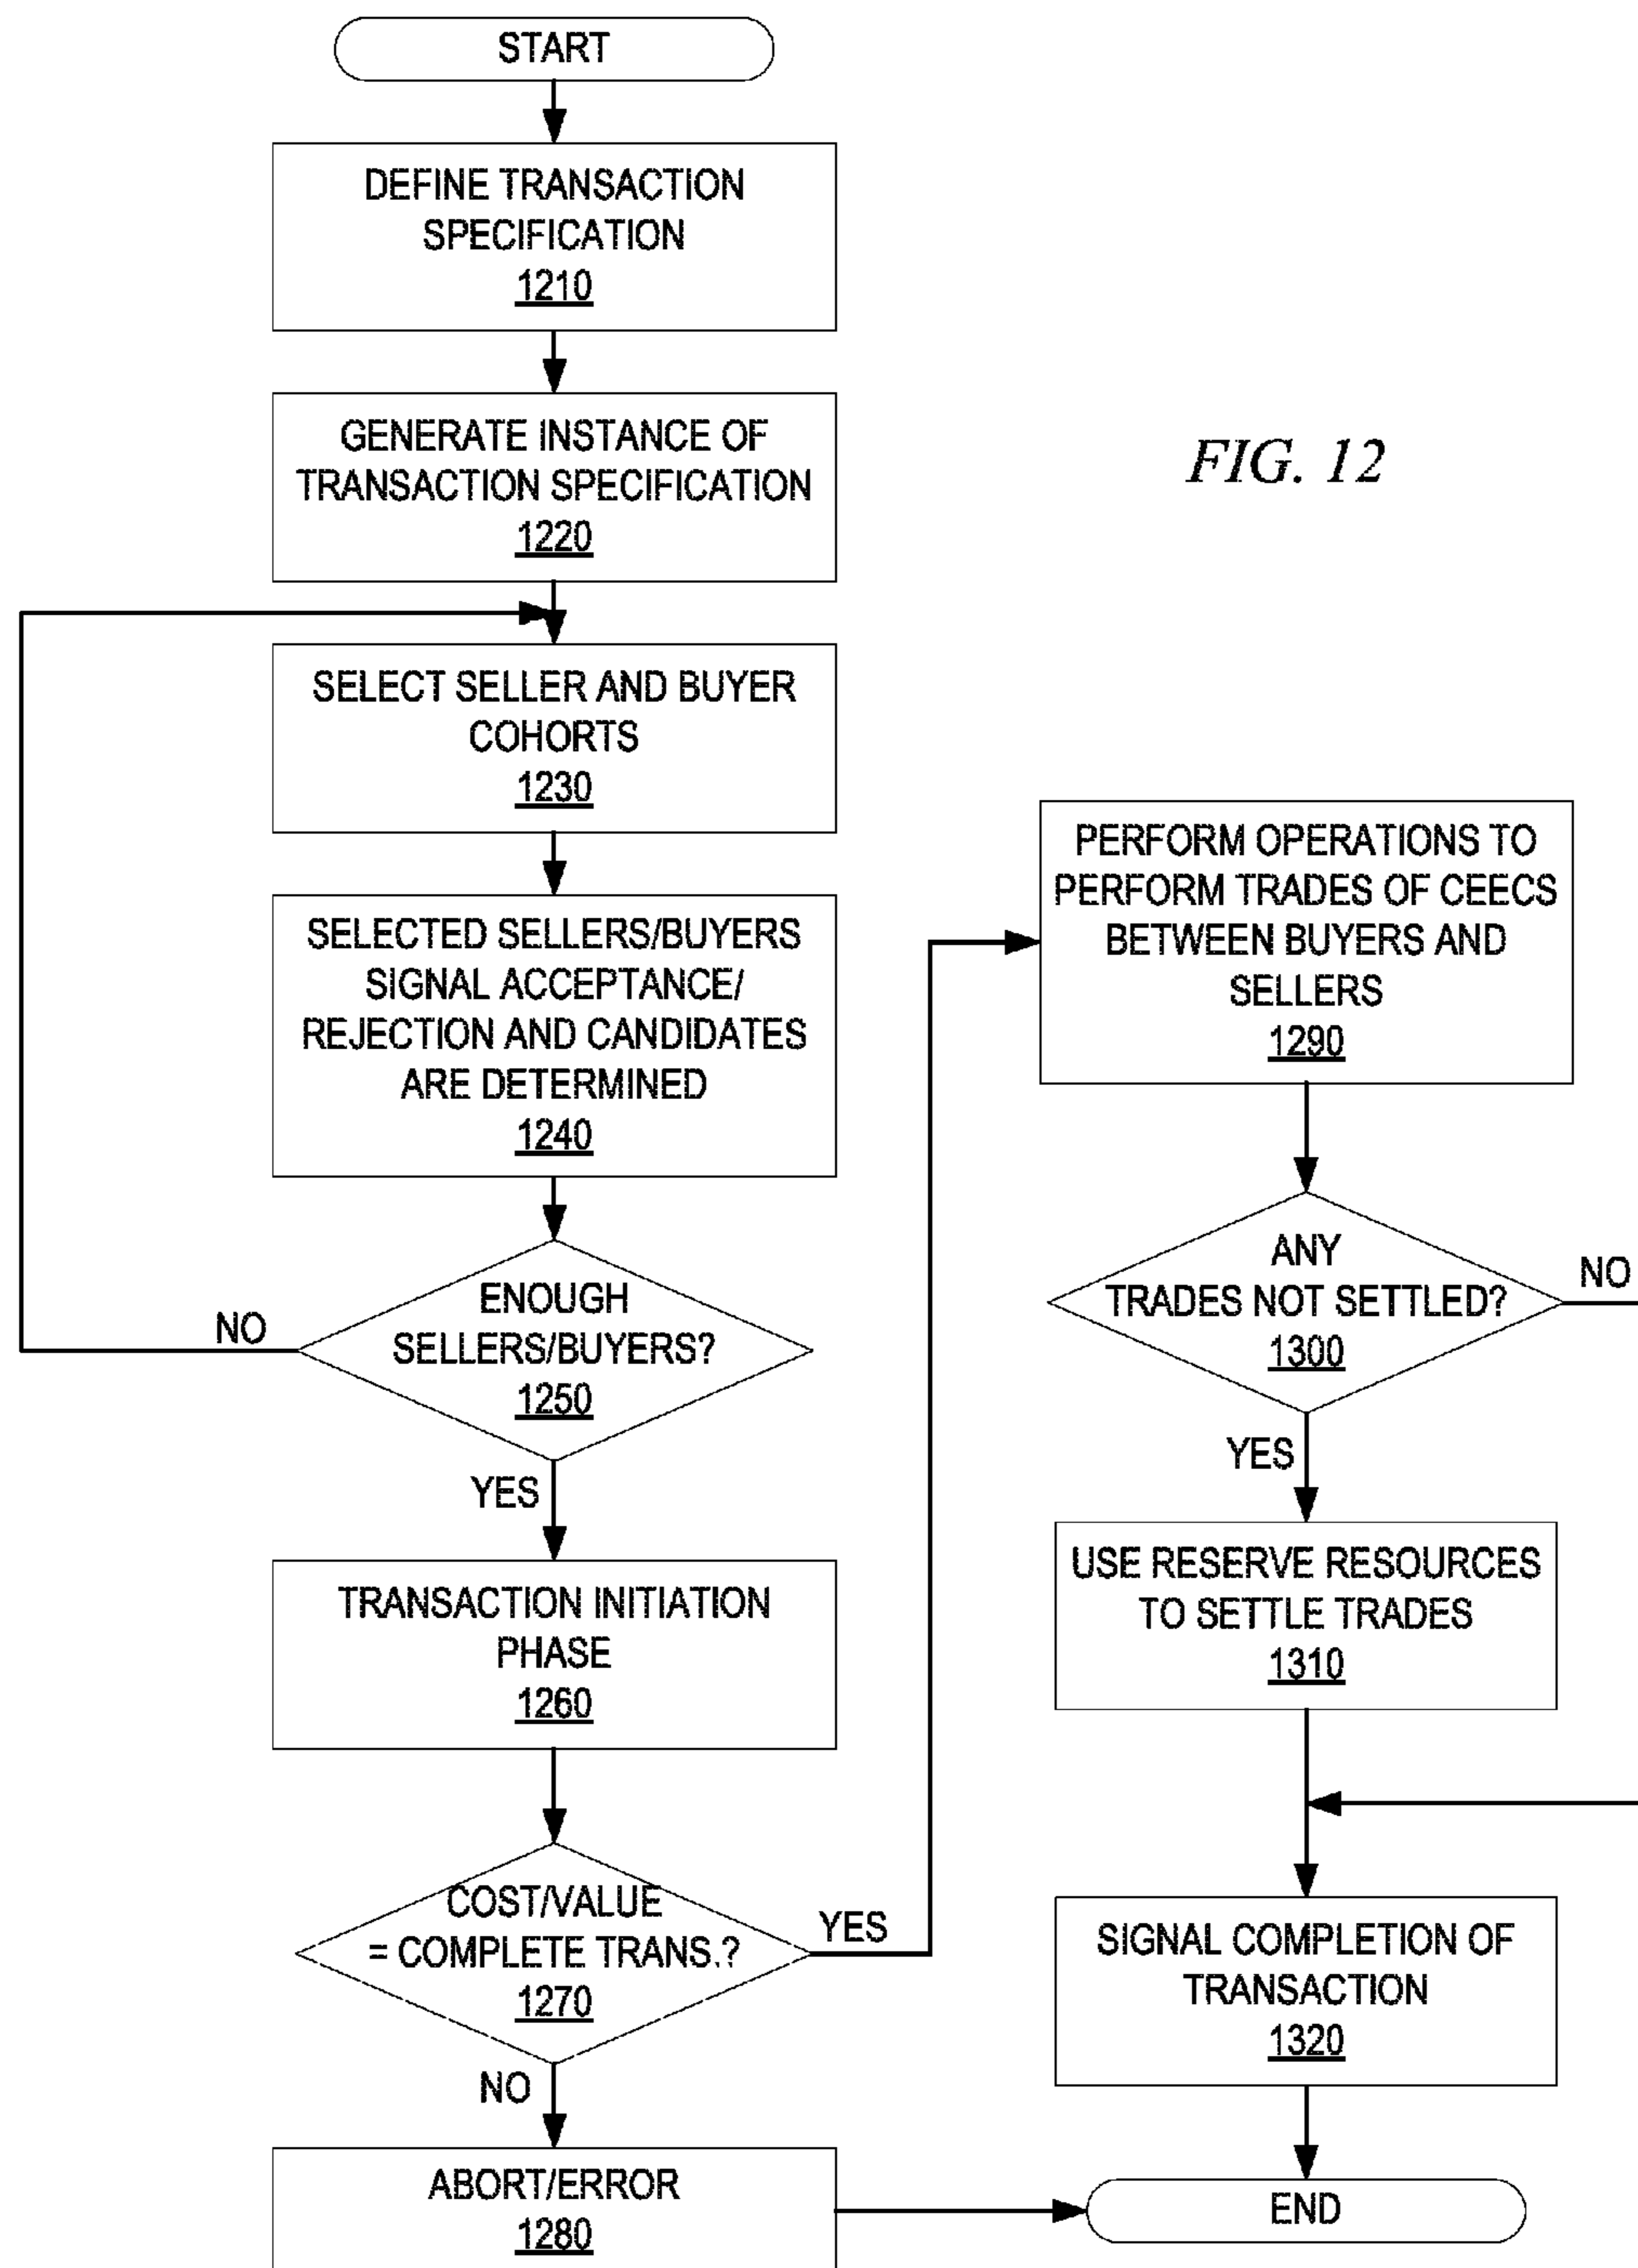 START
DEFINE TRANSACTION
SPECIFICATION
1210
GENERATE INSTANCE OF
TRANSACTION SPECIFICATION
1220
FIG. 12
SELECT SELLER AND BUYER
COHORTS
1230
SELECTED SELLERS/BUYERS
SIGNAL ACCEPTANCE/
REJECTION AND CANDIDATES
ARE DETERMINED
1240
ENOUGH
SELLERS/BUYERS?
1250
NO
YES
TRANSACTION INITIATION
PHASE
1260
COST/VALUE
= COMPLETE TRANS.?
1270
YES
NO
ABORT/ERROR
1280
PERFORM OPERATIONS TO
PERFORM TRADES OF CEECS
BETWEEN BUYERS AND
SELLERS
1290
ANY
TRADES NOT SETTLED?
1300
NO
YES
USE RESERVE RESOURCES
TO SETTLE TRADES
1310
SIGNAL COMPLETION OF
TRANSACTION
1320
END